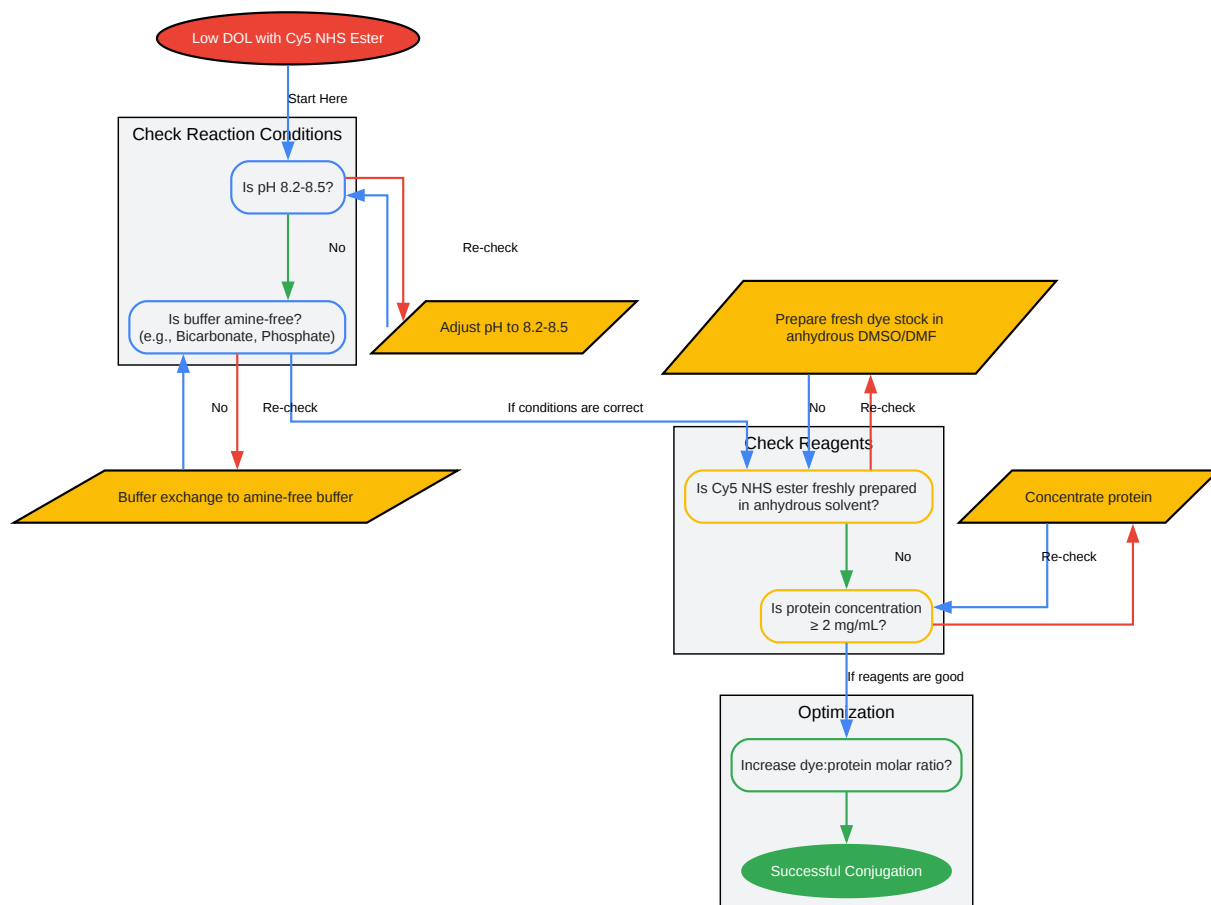 Low DOL with Cy5 NHS Ester
Start Here
Check Reaction Conditions
Is pH 8.2-8.5?
No
Re-check
Is buffer amine-free?
(e.g., Bicarbonate, Phosphate)
Adjust pH to 8.2-8.5
Prepare fresh dye stock in
anhydrous DMSO/DMF
No
Re-check
If conditions are correct
No
Re-check
Check Reagents
Buffer exchange to amine-free buffer
Is Cy5 NHS ester freshly prepared
in anhydrous solvent?
Concentrate protein
No
Re-check
Is protein concentration
≥ 2 mg/mL?
If reagents are good
Optimization
Increase dye:protein molar ratio?
Successful Conjugation